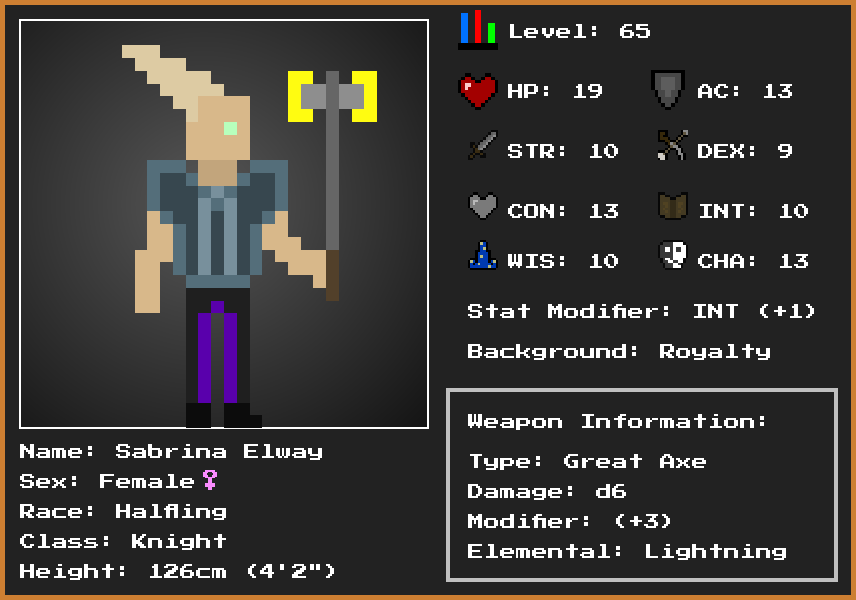 Level: 65
HP: 19
AC: 13
STR: 10
DEX: 9
CON: 13
INT: 10
WIS: 10
CHA: 13
Stat Modifier: INT (+1)
Background: Royalty
Weapon Information:
Type: Great Axe
Damage: d6
Modifier: (+3)
Elemental: Lightning
Name: Sabrina Elway
Sex: Female♀
Race: Halfling
Class: Knight
Height: 126cm (4'2")